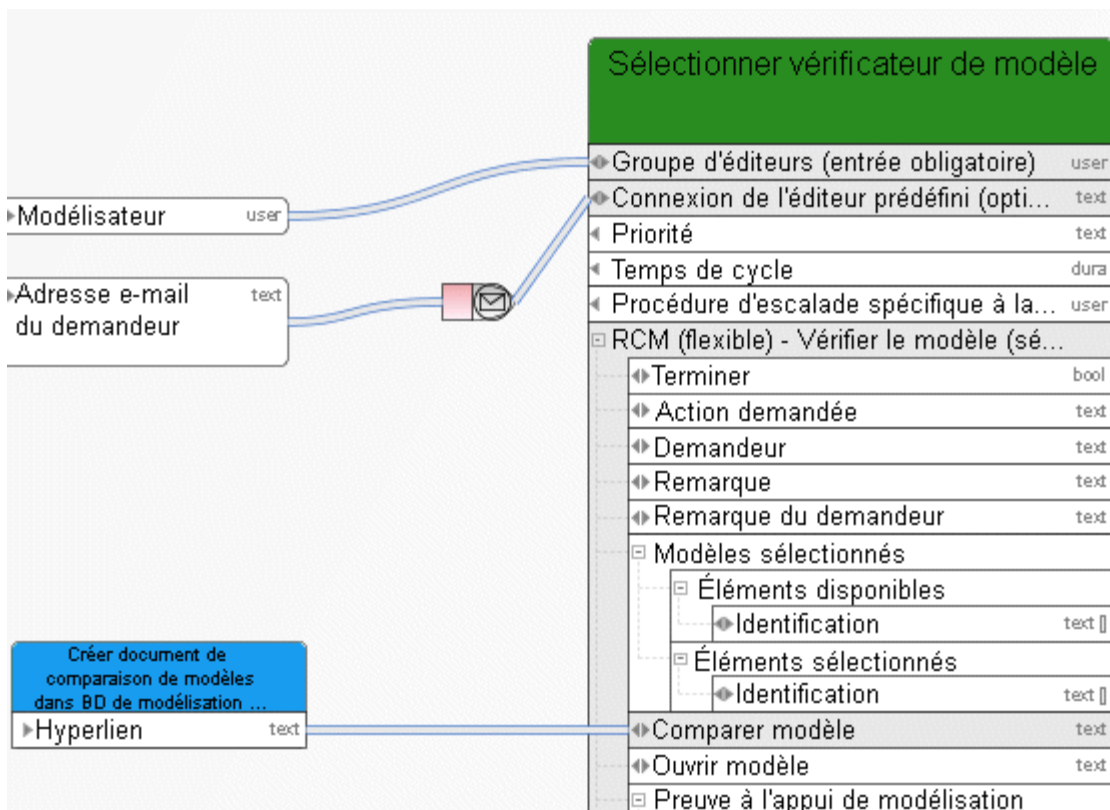 Sélectionner vérificateur de modèle
Groupe d'éditeurs (entrée obligatoire) user
Connexion de l'éditeur prédéfini (opti... text
Modélisateur user
Priorité text
Temps de cycle dura
Adresse e-mail text
du demandeur
Procédure d'escalade spécifique à la... user
RCM (flexible) - Vérifier le modèle (sé...
Terminer bool
Action demandée text
Demandeur text
Remarque text
Remarque du demandeur text
Modèles sélectionnés
Éléments disponibles
Identification text []
Éléments sélectionnés
Identification text []
Créer document de
comparaison de modèles
dans BD de modélisation ...
Hyperlien text
Comparer modèle text
Ouvrir modèle text
Preuve à l'appui de modélisation